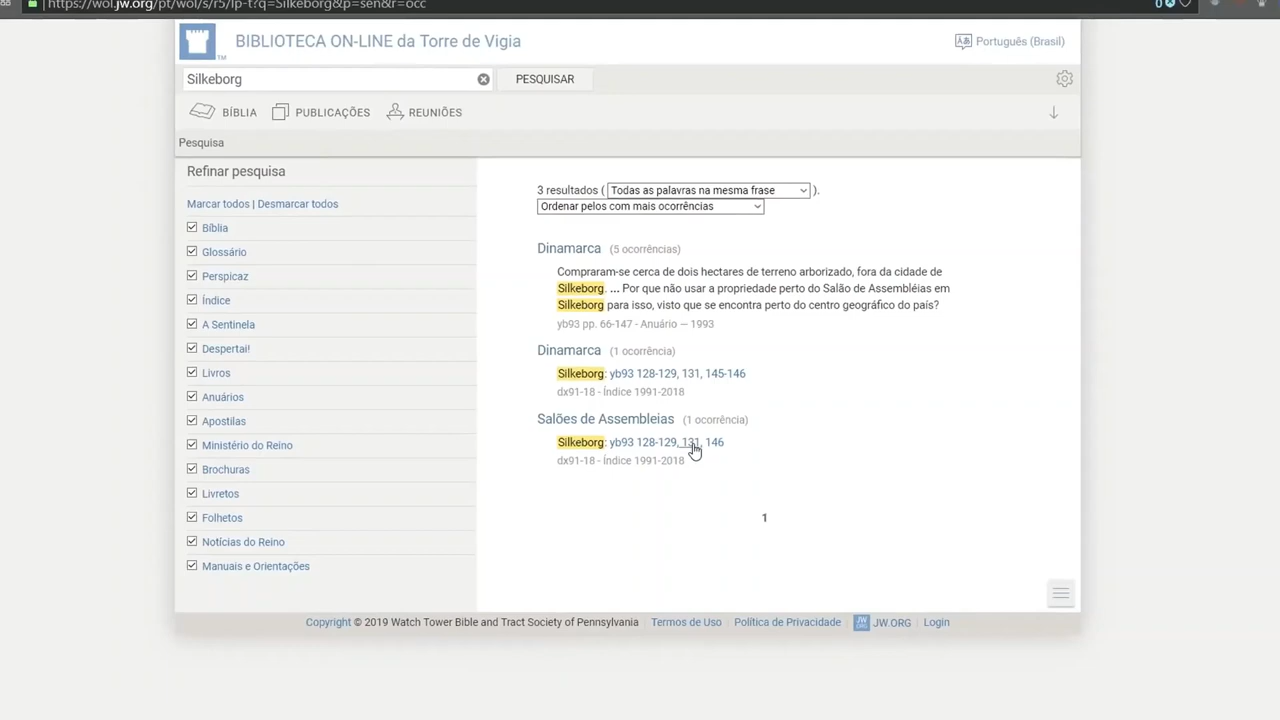 https://wol.jw.org/pt/wol/s/r5/lp-t?q=Silkeborg&p=sen&r=occ
BIBLIOTECA ON-LINE da Torre de Vigia
Português (Brasil)
Silkeborg
PESQUISAR
BÍBLIA
PUBLICAÇÕES
REUNIÕES
Pesquisa
Refinar pesquisa
Marcar todos | Desmarcar todos
Bíblia
Glossário
Perspicaz
Índice
A Sentinela
Despertai!
Livros
Anuários
Apostilas
Ministério do Reino
Brochuras
Livretos
Folhetos
Notícias do Reino
Manuais e Orientações
3 resultados ( Todas as palavras na mesma frase ).
Ordenar pelos com mais ocorrências
Dinamarca (5 ocorrências)
Compraram-se cerca de dois hectares de terreno arborizado, fora da cidade de
Silkeborg. ... Por que não usar a propriedade perto do Salão de Assembléias em
Silkeborg para isso, visto que se encontra perto do centro geográfico do país?
yb93 pp. 66-147 - Anuário — 1993
Dinamarca (1 ocorrência)
Silkeborg: yb93 128-129, 131, 145-146
dx91-18 - Índice 1991-2018
Salões de Assembleias (1 ocorrência)
Silkeborg: yb93 128-129, 131, 146
dx91-18 - Índice 1991-2018
1
Copyright © 2019 Watch Tower Bible and Tract Society of Pennsylvania | Termos de Uso | Política de Privacidade | JW.ORG | Login